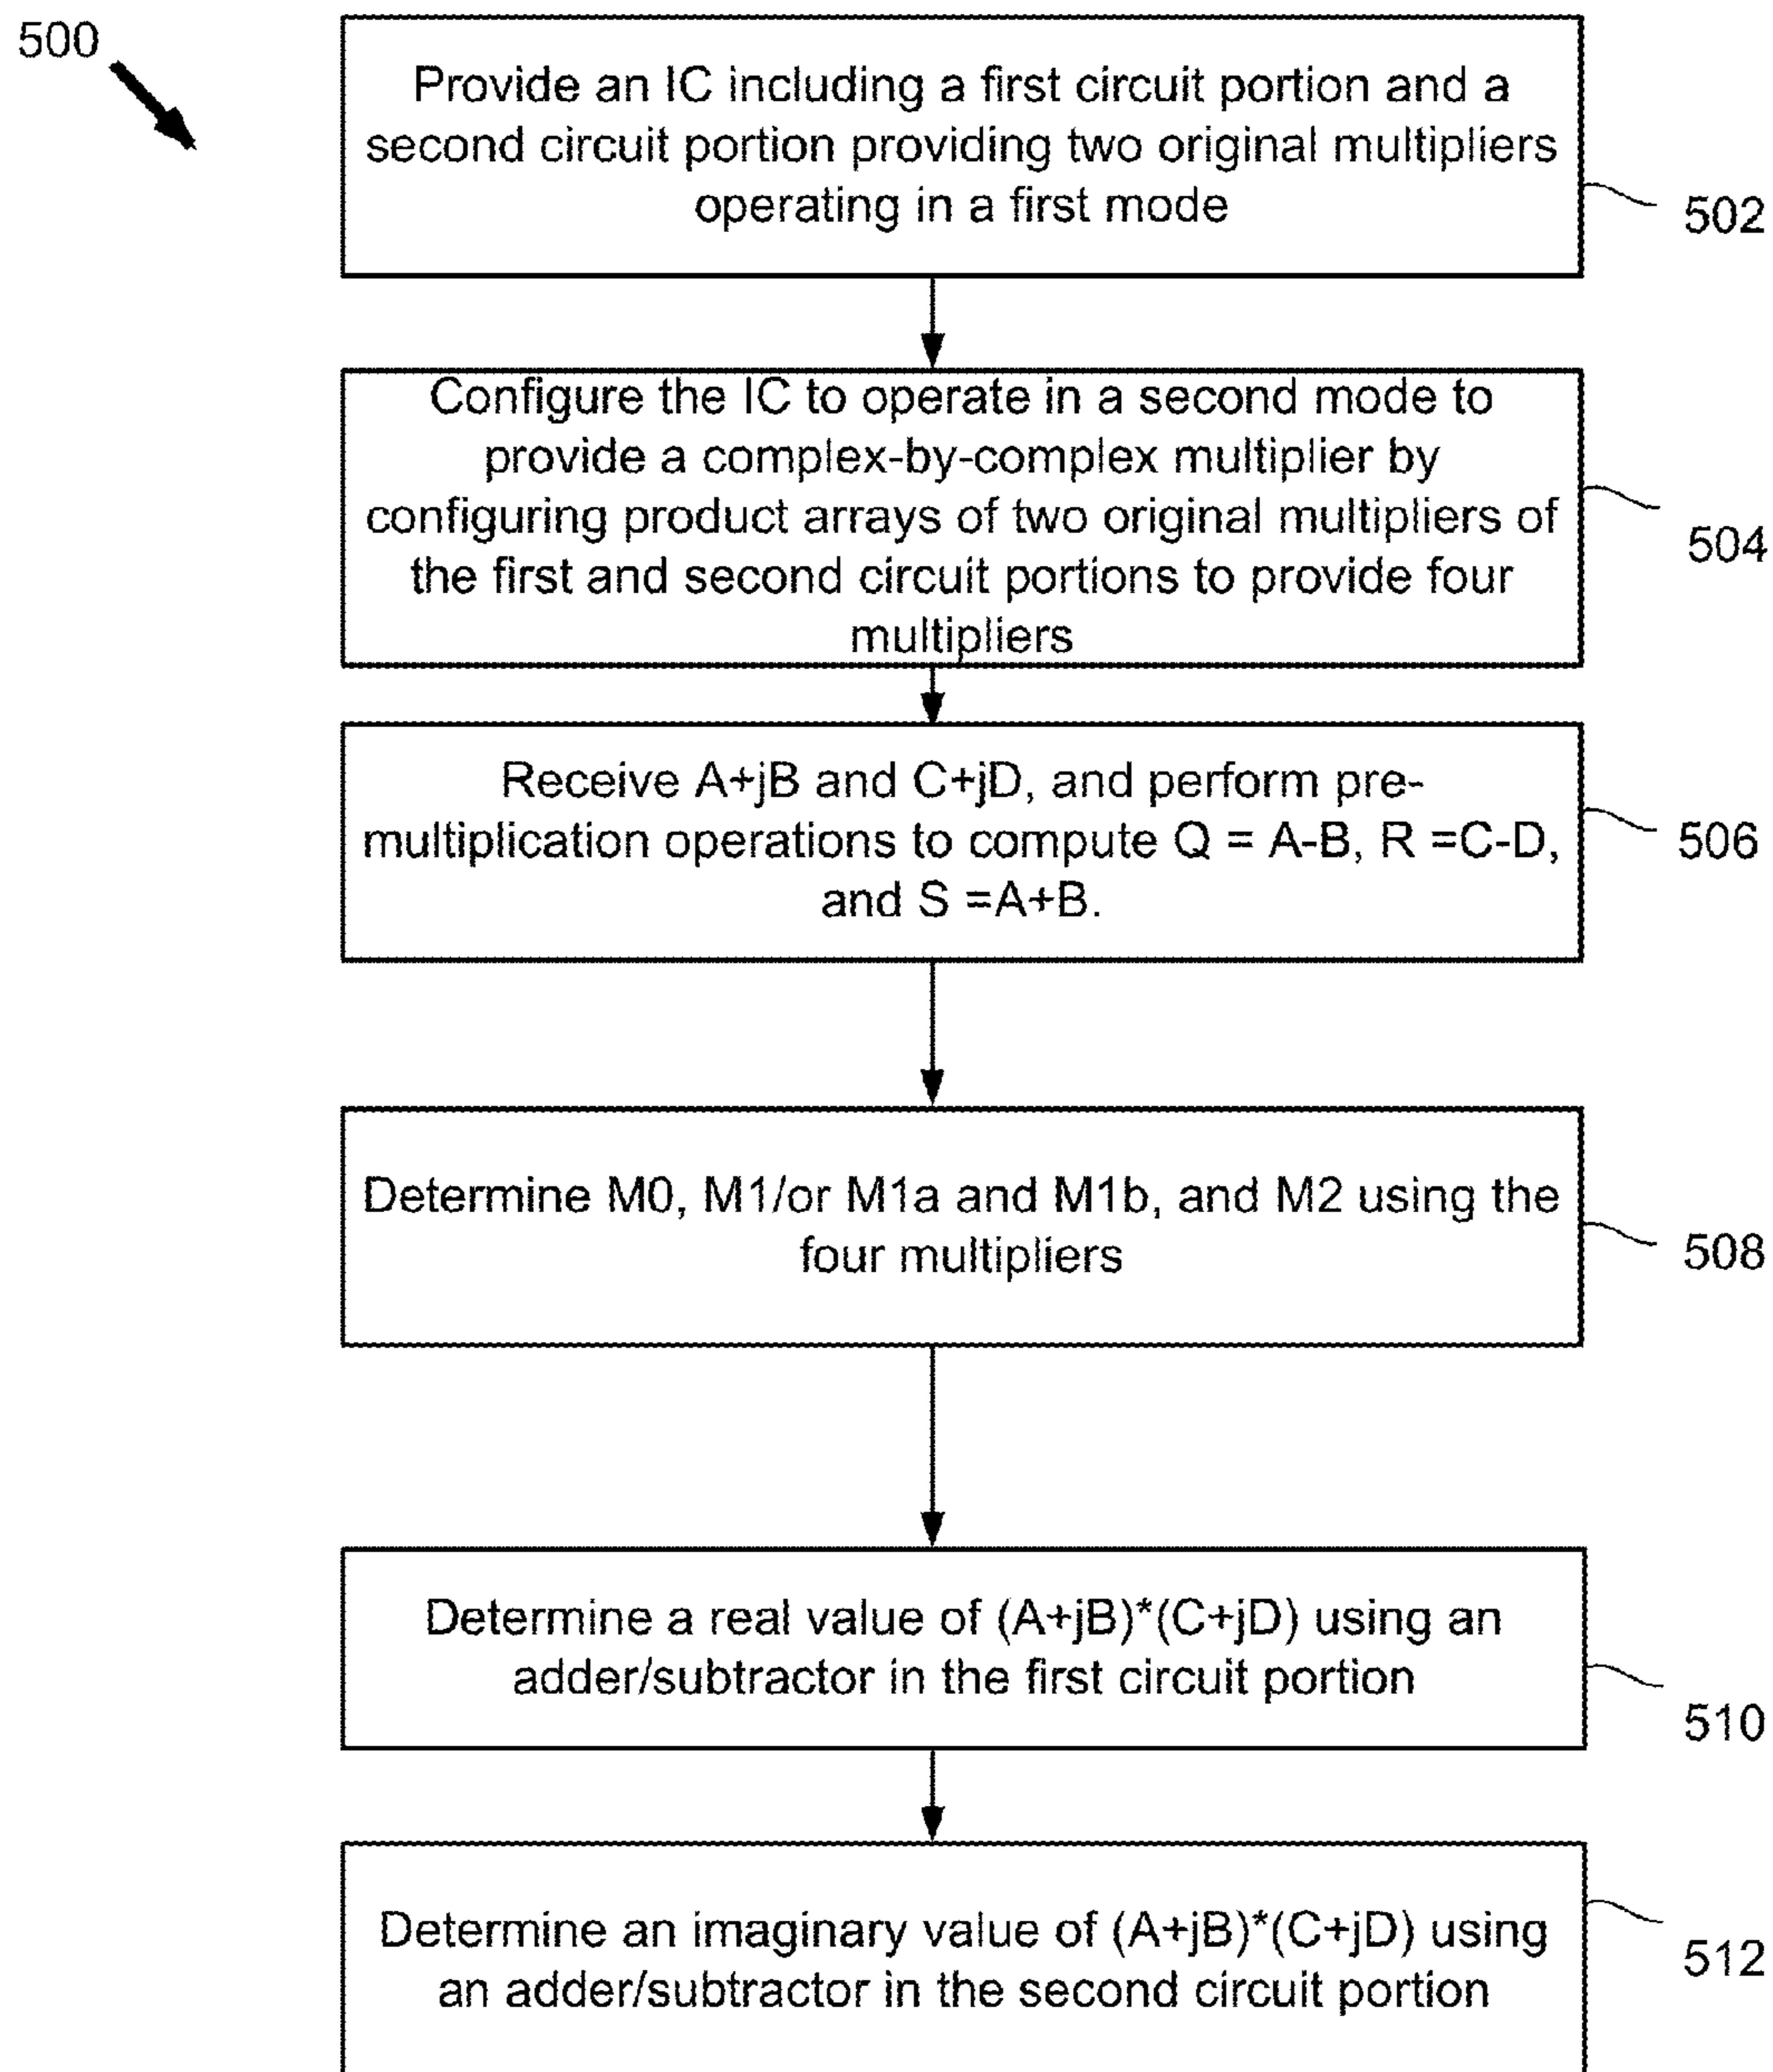 500
Provide an IC including a first circuit portion and a
second circuit portion providing two original multipliers
operating in a first mode
502
Configure the IC to operate in a second mode to
provide a complex-by-complex multiplier by
configuring product arrays of two original multipliers of
the first and second circuit portions to provide four
multipliers
504
Receive A+jB and C+jD, and perform pre-
multiplication operations to compute Q = A-B, R =C-D,
and S =A+B.
506
Determine M0, M1/or M1a and M1b, and M2 using the
four multipliers
508
Determine a real value of (A+jB)*(C+jD) using an
adder/subtractor in the first circuit portion
510
Determine an imaginary value of (A+jB)*(C+jD) using
an adder/subtractor in the second circuit portion
512